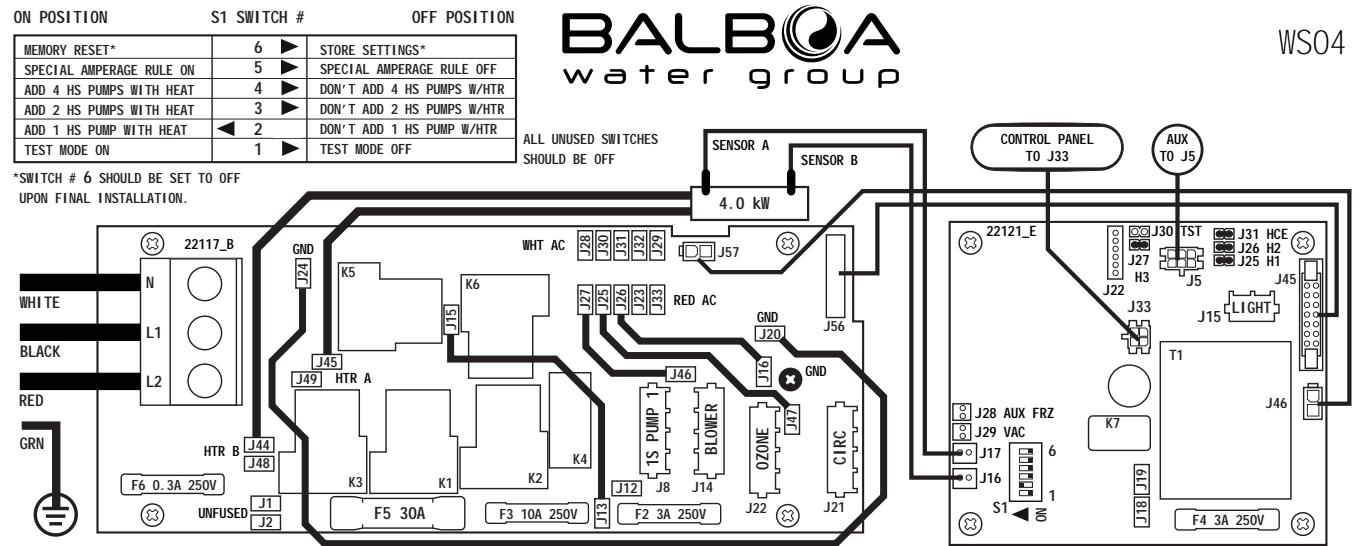 ON POSITION S1 SWITCH # OFF POSITION
MEMORY RESET* 6 STORE SETTINGS*
SPECIAL AMPERAGE RULE ON 5 SPECIAL AMPERAGE RULE OFF
ADD 4 HS PUMPS WITH HEAT 4 DON'T ADD 4 HS PUMPS W/HTR
ADD 2 HS PUMPS WITH HEAT 3 DON'T ADD 2 HS PUMPS W/HTR
ADD 1 HS PUMP WITH HEAT 2 DON'T ADD 1 HS PUMP W/HTR
TEST MODE ON 1 TEST MODE OFF
*SWITCH # 6 SHOULD BE SET TO OFF
UPON FINAL INSTALLATION.
ALL UNUSED SWITCHES
SHOULD BE OFF
BALBOA
water group
WS04
SENSOR A
SENSOR B
4.0 kW
CONTROL PANEL
TO J33
AUX
TO J5
22117_B
GND
J24
K5
K6
J15
WHT AC
J28
J30
J31
J32
J29
J57
J27
J25
J26
J23
J33
RED AC
J56
GND
J20
J16
GND
N
WHITE
L1
BLACK
L2
RED
GRN
J45
J49
HTR A
J46
J47
HTR B
J44
J48
K3
K1
K2
K4
1S PUMP 1
J8
BLOWER
J14
OZONE
J22
CIRC
J21
F6 0.3A 250V
UNFUSED
J1
J2
F5 30A
F3 10A 250V
J13
J12
F2 3A 250V
22121_E
J30 TST
J27
H3
J22
J5
J31 HCE
J26 H2
J25 H1
J45
J33
J15
LIGHT
T1
K7
J46
J28 AUX FRZ
J29 VAC
J17
J16
6
1
S1
ON
J19
J18
F4 3A 250V